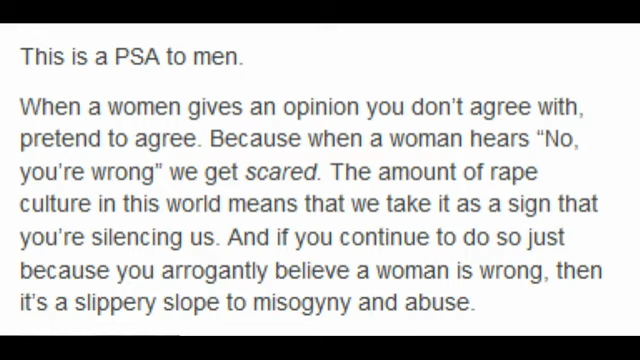 This is a PSA to men.
When a women gives an opinion you don't agree with,
pretend to agree. Because when a woman hears “No,
you're wrong” we get scared. The amount of rape
culture in this world means that we take it as a sign that
you're silencing us. And if you continue to do so just
because you arrogantly believe a woman is wrong, then
it's a slippery slope to misogyny and abuse.